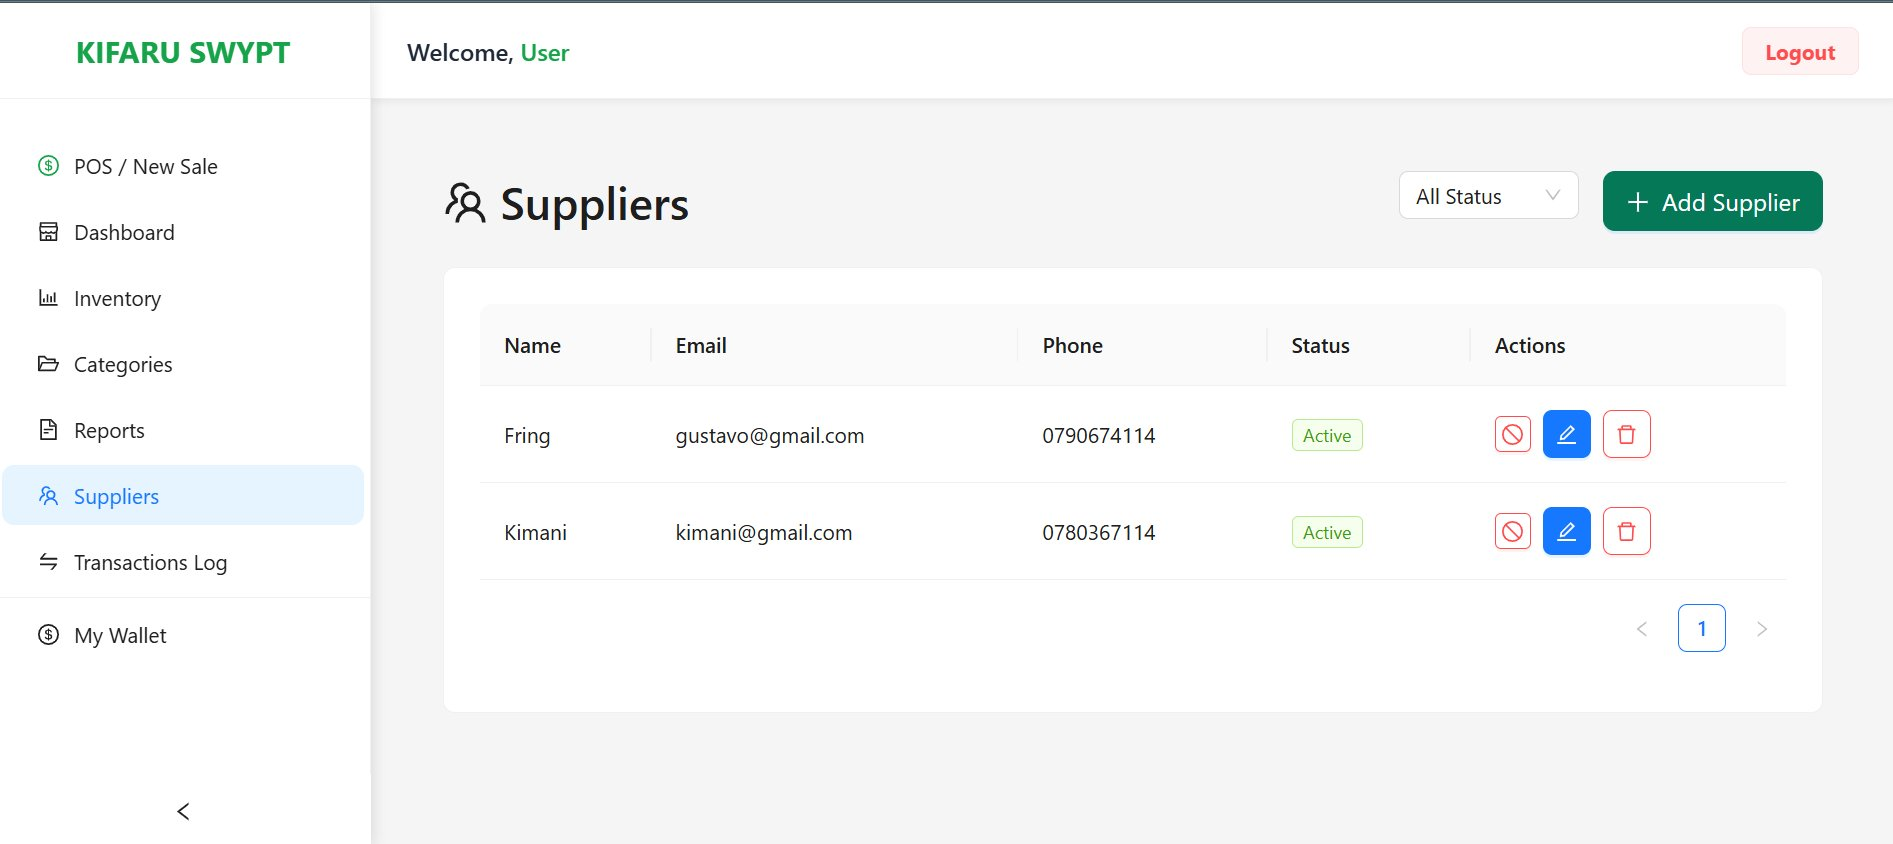 KIFARU SWYPT
Welcome, User
Logout
POS / New Sale
Dashboard
Inventory
Categories
Reports
Suppliers
Transactions Log
My Wallet
Suppliers
All Status
Add Supplier
Name Email Phone Status Actions
Fring gustavo@gmail.com 0790674114 Active
Kimani kimani@gmail.com 0780367114 Active
1